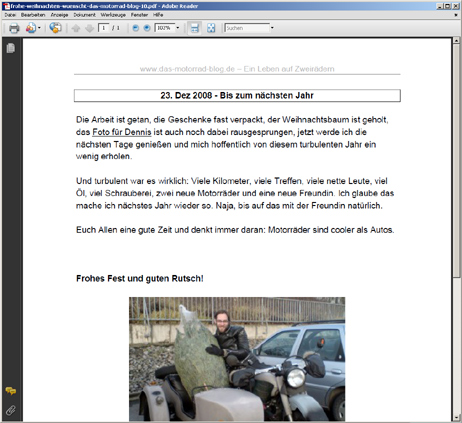 frohe-weihnachten-wuenscht-das-motorrad-blog-10.pdf - Adobe Reader
Datei Bearbeiten Anzeige Dokument Werkzeuge Fenster Hilfe
1 / 1 102% Suchen
www.das-motorrad-blog.de – Ein Leben auf Zweirädern
23. Dez 2008 - Bis zum nächsten Jahr
Die Arbeit ist getan, die Geschenke fast verpackt, der Weihnachtsbaum ist geholt,
das Foto für Dennis ist auch noch dabei rausgesprungen, jetzt werde ich die
nächsten Tage genießen und mich hoffentlich von diesem turbulenten Jahr ein
wenig erholen.
Und turbulent war es wirklich: Viele Kilometer, viele Treffen, viele nette Leute, viel
Öl, viel Schrauberei, zwei neue Motorräder und eine neue Freundin. Ich glaube das
mache ich nächstes Jahr wieder so. Naja, bis auf das mit der Freundin natürlich.
Euch Allen eine gute Zeit und denkt immer daran: Motorräder sind cooler als Autos.
Frohes Fest und guten Rutsch!